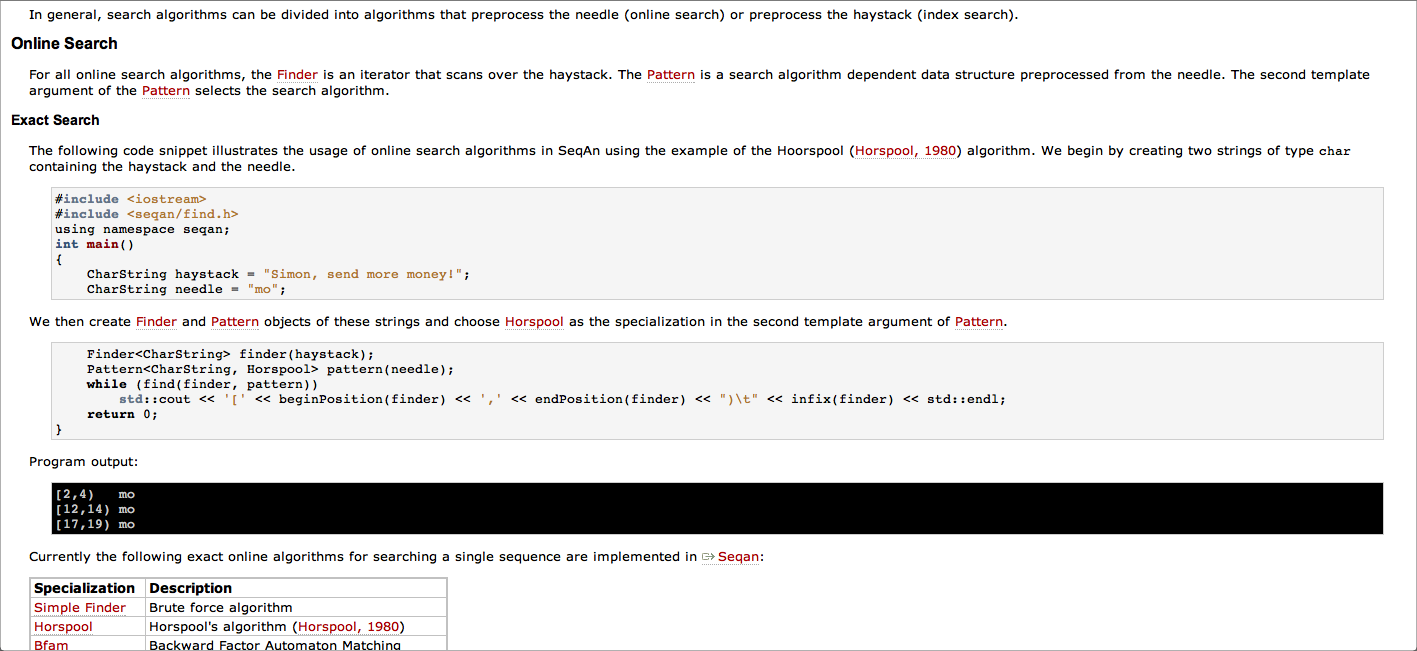 In general, search algorithms can be divided into algorithms that preprocess the needle (online search) or preprocess the haystack (index search).
Online Search
For all online search algorithms, the Finder is an iterator that scans over the haystack. The Pattern is a search algorithm dependent data structure preprocessed from the needle. The second template
argument of the Pattern selects the search algorithm.
Exact Search
The following code snippet illustrates the usage of online search algorithms in SeqAn using the example of the Hoorspool (Horspool, 1980) algorithm. We begin by creating two strings of type char
containing the haystack and the needle.
#include <iostream>
#include <seqan/find.h>
using namespace seqan;
int main()
{
    CharString haystack = "Simon, send more money!";
    CharString needle = "mo";
We then create Finder and Pattern objects of these strings and choose Horspool as the specialization in the second template argument of Pattern.
    Finder<CharString> finder(haystack);
    Pattern<CharString, Horspool> pattern(needle);
    while (find(finder, pattern))
        std::cout << '[' << beginPosition(finder) << ',' << endPosition(finder) << ")\t" << infix(finder) << std::endl;
    return 0;
}
Program output:
[2,4)   mo
[12,14) mo
[17,19) mo
Currently the following exact online algorithms for searching a single sequence are implemented in Seqan:
Specialization Description
Simple Finder Brute force algorithm
Horspool Horspool's algorithm (Horspool, 1980)
Bfam Backward Factor Automaton Matching